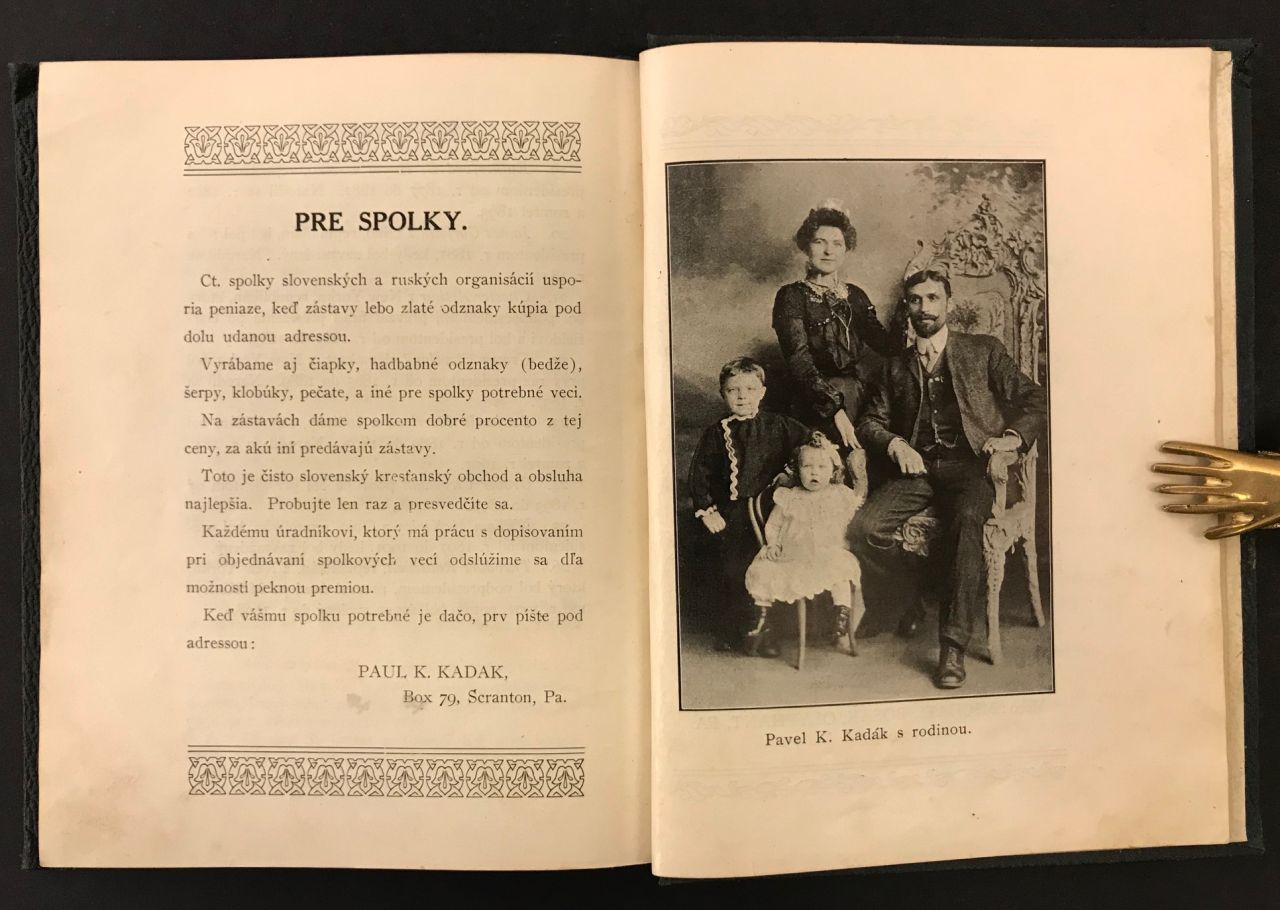 PRE SPOLKY.
Ct. spolky slovenských a ruských organisácií uspo-
ria peniaze, keď zástavy lebo zlaté odznaky kúpia pod
dolu udanou adressou.
Vyrábame aj čiapky, hadbabné odznaky (bedže),
šerpy, klobúky, pečate, a iné pre spolky potrebné veci.
Na zástavách dáme spolkom dobré procento z tej
ceny, za akú iní predávajú zástavy.
Toto je čisto slovenský kresťanský obchod a obsluha
najlepšia. Probujte len raz a presvedčíte sa.
Každému úradníkovi, ktorý má prácu s dopisovaním
pri objednávaní spolkových vecí odslúžime sa dľa
možností peknou premiou.
Keď vášmu spolku potrebné je dačo, prv píšte pod
adressou:
PAUL K. KADAK,
Box 79, Scranton, Pa.
Pavel K. Kadák s rodinou.